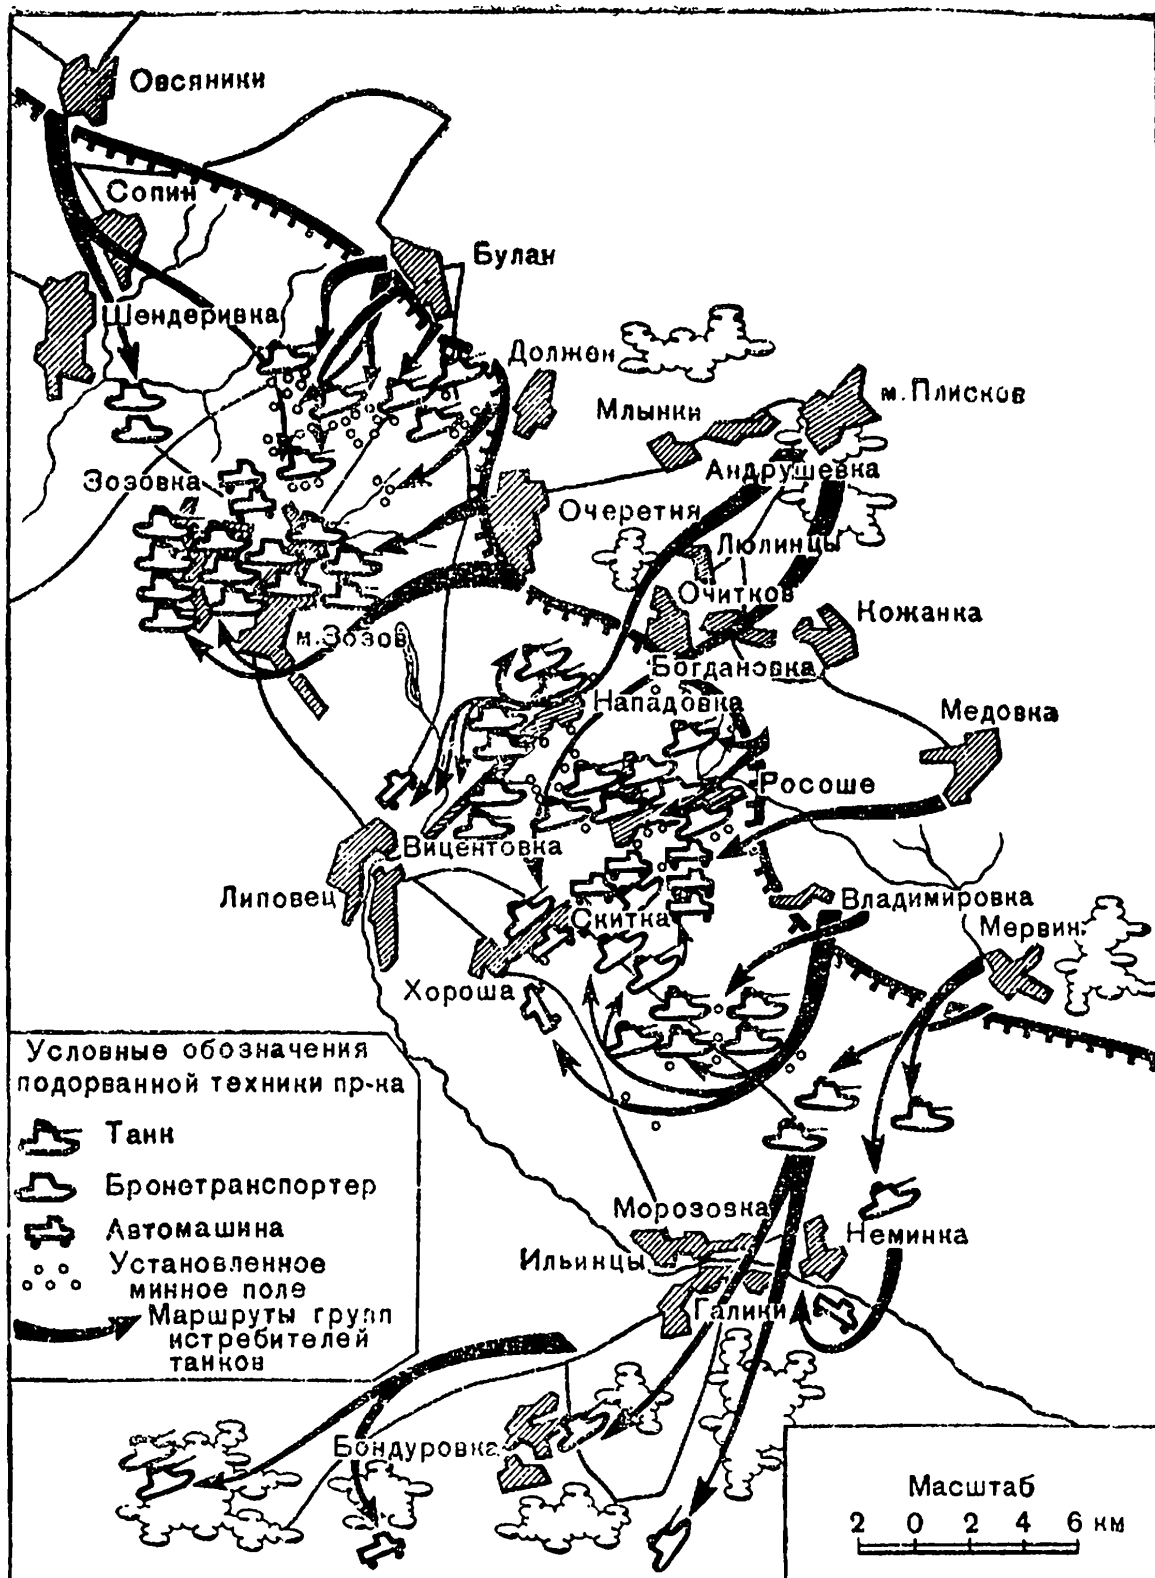 Овсяники
Сопин
Булан
Шендеривка
Должен
м. Плисков
Млынки
Андрушевка
Зозовка
Очеретня
Люлинцы
Очитков
Кожанка
м. Зозов
Богдановка
Нападовка
Медовка
Росоше
Вицентовка
Липовец
Скитка
Владимировка
Мервин
Хороша
Условные обозначения
подорванной техники пр-ка
Танк
Бронетранспортер
Автомашина
Установленное
минное поле
Маршруты групп
истребителей
танков
Морозовка
Неминка
Ильинцы
Галики
Бондуровка
Масштаб
2 0 2 4 6 км